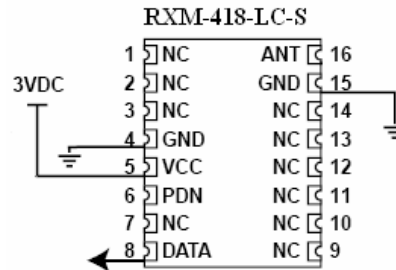 RXM-418-LC-S
1 NC ANT 16
3VDC 2 NC GND 15
3 NC NC 14
4 GND NC 13
5 VCC NC 12
6 PDN NC 11
7 NC NC 10
8 DATA NC 9